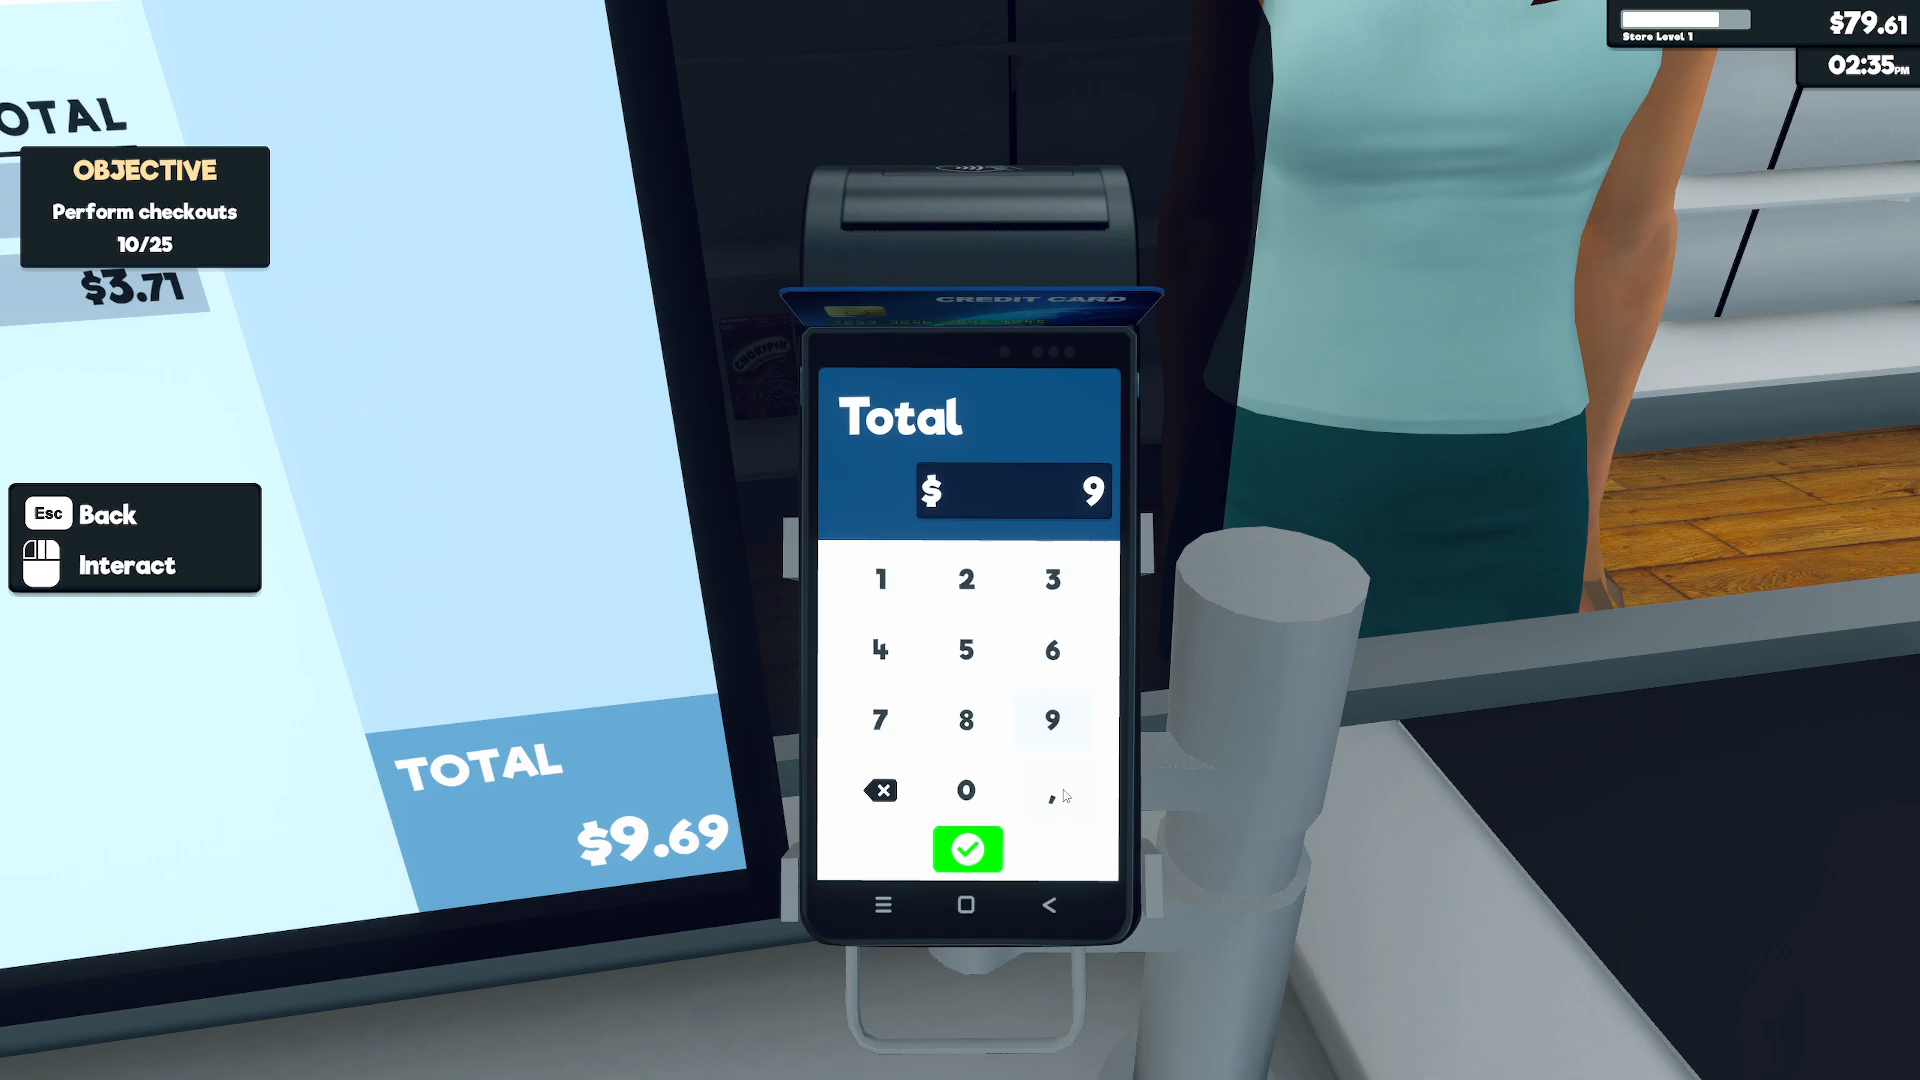 $79.61
Store Level 1
02:35PM
OTAL
OBJECTIVE
Perform checkouts
10/25
$3.71
Esc Back
Interact
CREDIT CARD
CHOKIPIK
Total
$ 9
1 2 3
4 5 6
7 8 9
0 ,
TOTAL
$9.69